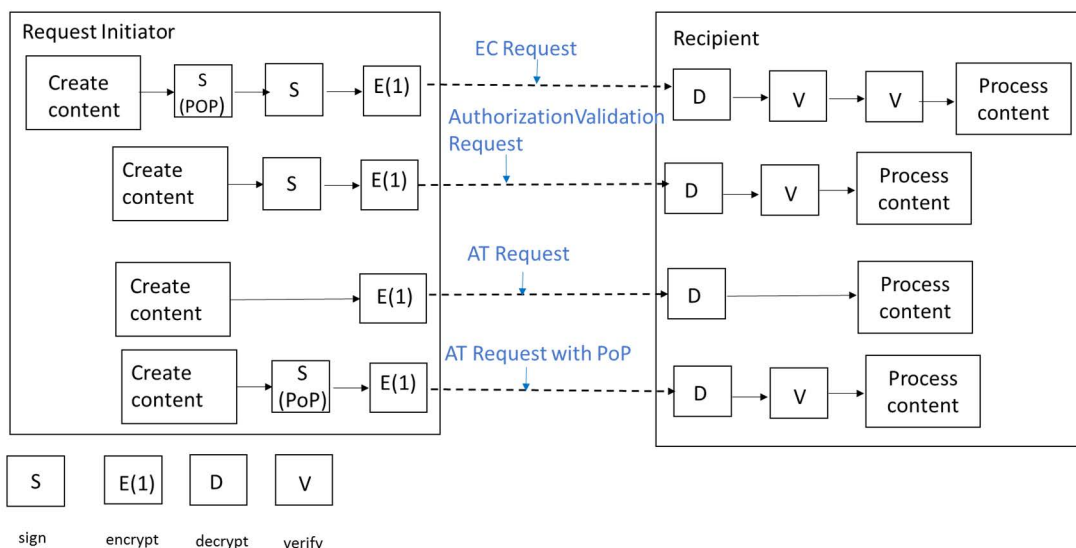 Request Initiator
Recipient
EC Request
Create
content
S
(POP)
S
E(1)
D
V
V
Process
content
AuthorizationValidation
Request
Create
content
S
E(1)
D
V
Process
content
AT Request
Create
content
E(1)
D
Process
content
AT Request with PoP
Create
content
S
(PoP)
E(1)
D
V
Process
content
S
E(1)
D
V
sign
encrypt
decrypt
verify